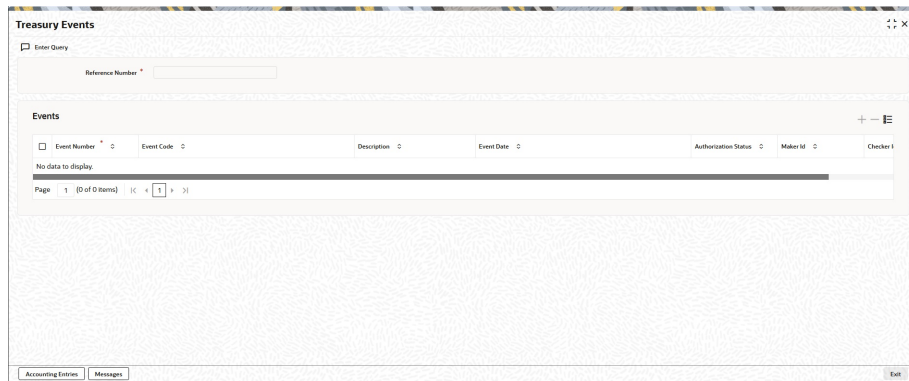 Treasury Events
Enter Query
Reference Number *
Events
Event Number * Event Code Description Event Date Authorization Status Maker Id Checker I
No data to display.
Page 1 (0 of 0 items) 1
Accounting Entries Messages Exit